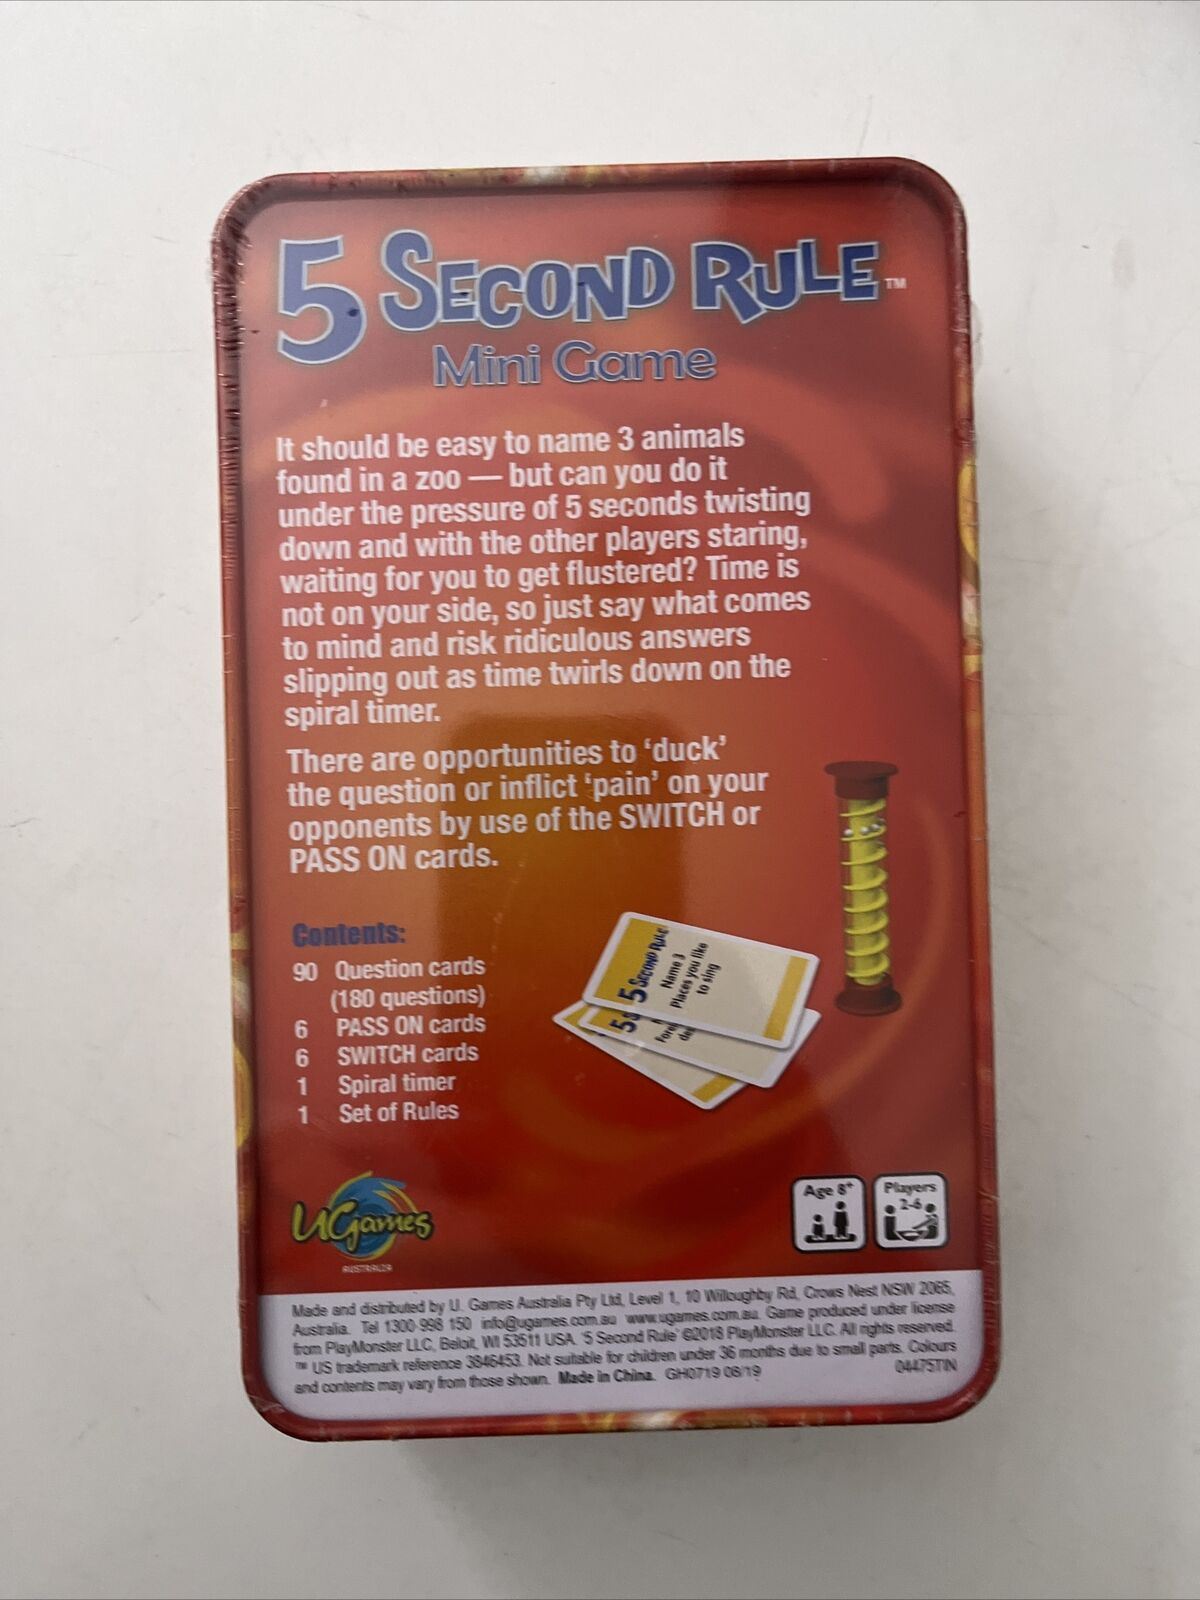 5 SECOND RULE™
Mini Game
It should be easy to name 3 animals
found in a zoo — but can you do it
under the pressure of 5 seconds twisting
down and with the other players staring,
waiting for you to get flustered? Time is
not on your side, so just say what comes
to mind and risk ridiculous answers
slipping out as time twirls down on the
spiral timer.
There are opportunities to ‘duck’
the question or inflict ‘pain’ on your
opponents by use of the SWITCH or
PASS ON cards.
Contents:
90 Question cards
(180 questions)
6 PASS ON cards
6 SWITCH cards
1 Spiral timer
1 Set of Rules
5 SECOND RULE
Name 3
Places you like
to sing
5 S
UGames
AUSTRALIA
Age 8+
Players
2-6
Made and distributed by U. Games Australia Pty Ltd, Level 1, 10 Willoughby Rd, Crows Nest NSW 2065,
Australia. Tel 1300 998 150 info@ugames.com.au www.ugames.com.au. Game produced under license
from PlayMonster LLC, Beloit, WI 53511 USA. '5 Second Rule' ©2018 PlayMonster LLC. All rights reserved.
™ US trademark reference 3846453. Not suitable for children under 36 months due to small parts. Colours
and contents may vary from those shown. Made in China. GH0719 08/19 04475TIN